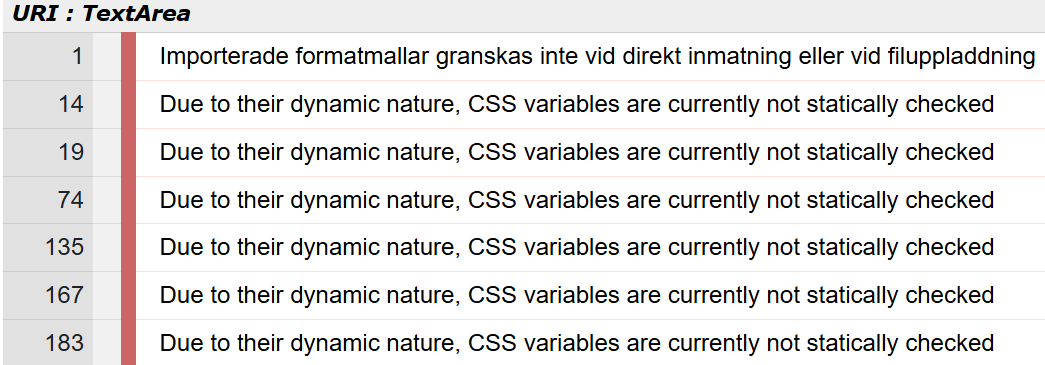 URI : TextArea
1 Importerade formatmallar granskas inte vid direkt inmatning eller vid filuppladdning
14 Due to their dynamic nature, CSS variables are currently not statically checked
19 Due to their dynamic nature, CSS variables are currently not statically checked
74 Due to their dynamic nature, CSS variables are currently not statically checked
135 Due to their dynamic nature, CSS variables are currently not statically checked
167 Due to their dynamic nature, CSS variables are currently not statically checked
183 Due to their dynamic nature, CSS variables are currently not statically checked